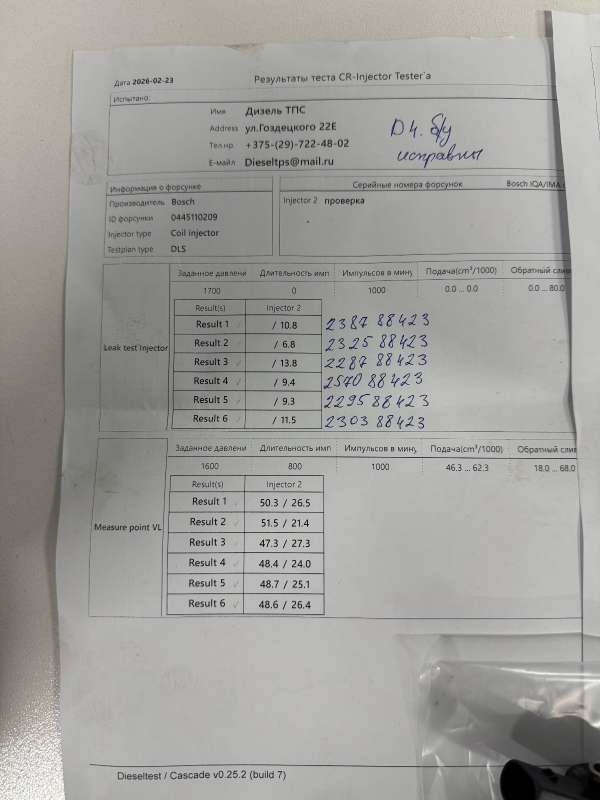 Дата 2026-02-23 Результаты теста CR-Injector Tester'а
Испытано:
Имя Дизель ТПС
Address ул.Гоздецкого 22Е
Тел.нр. +375-(29)-722-48-02
Е-майл Dieseltps@mail.ru
D4. б/у
исправны
Информация о форсунке
Производитель Bosch
ID форсунки 0445110209
Injector type Coil injector
Testplan type DLS
Серийные номера форсунок Bosch IQA/IMA
Injector 2 проверка
Leak test Injector
Заданное давлени Длительность имп Импульсов в мину Подача(cm³/1000) Обратный слив
1700 0 1000 0.0 ... 0.0 0.0 ... 80.0
Result(s) Injector 2
Result 1 / 10.8 2387 88423
Result 2 / 6.8 2325 88423
Result 3 / 13.8 2287 88423
Result 4 / 9.4 2570 88423
Result 5 / 9.3 2295 88423
Result 6 / 11.5 2303 88423
Measure point VL
Заданное давлени Длительность имп Импульсов в мину Подача(cm³/1000) Обратный слив
1600 800 1000 46.3 ... 62.3 18.0 ... 68.0
Result(s) Injector 2
Result 1 50.3 / 26.5
Result 2 51.5 / 21.4
Result 3 47.3 / 27.3
Result 4 48.4 / 24.0
Result 5 48.7 / 25.1
Result 6 48.6 / 26.4
Dieseltest / Cascade v0.25.2 (build 7)